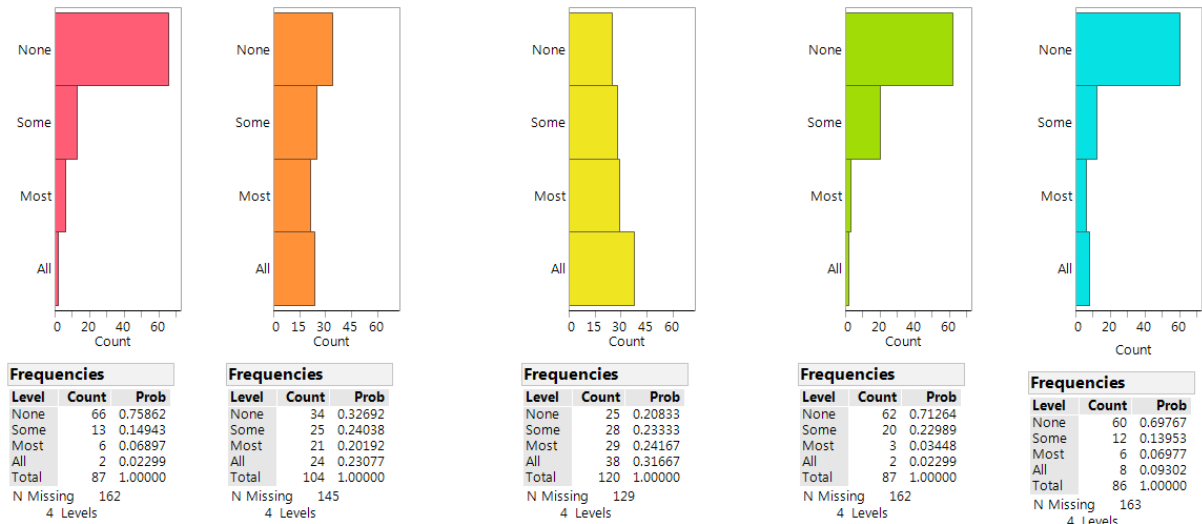 None
Some
Most
All
0 20 40 60
Count
Frequencies
Level Count Prob
None 66 0.75862
Some 13 0.14943
Most 6 0.06897
All 2 0.02299
Total 87 1.00000
N Missing 162
4 Levels
None
Some
Most
All
0 15 30 45 60
Count
Frequencies
Level Count Prob
None 34 0.32692
Some 25 0.24038
Most 21 0.20192
All 24 0.23077
Total 104 1.00000
N Missing 145
4 Levels
None
Some
Most
All
0 15 30 45 60
Count
Frequencies
Level Count Prob
None 25 0.20833
Some 28 0.23333
Most 29 0.24167
All 38 0.31667
Total 120 1.00000
N Missing 129
4 Levels
None
Some
Most
All
0 20 40 60
Count
Frequencies
Level Count Prob
None 62 0.71264
Some 20 0.22989
Most 3 0.03448
All 2 0.02299
Total 87 1.00000
N Missing 162
4 Levels
None
Some
Most
All
0 20 40 60
Count
Frequencies
Level Count Prob
None 60 0.69767
Some 12 0.13953
Most 6 0.06977
All 8 0.09302
Total 86 1.00000
N Missing 163
4 Levels